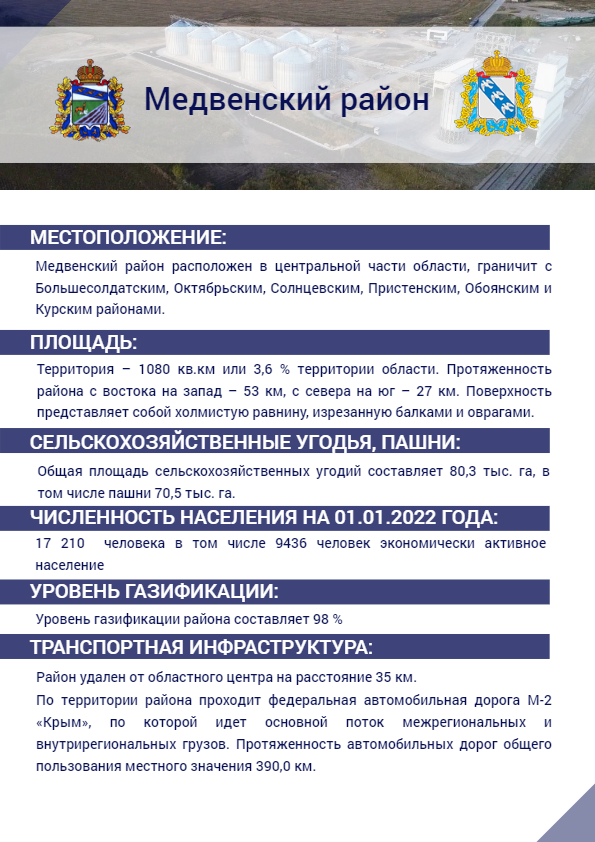 Медвенский район
МЕСТОПОЛОЖЕНИЕ:
Медвенский район расположен в центральной части области, граничит с
Большесолдатским, Октябрьским, Солнцевским, Пристенским, Обоянским и
Курским районами.
ПЛОЩАДЬ:
Территория – 1080 кв.км или 3,6 % территории области. Протяженность
района с востока на запад – 53 км, с севера на юг – 27 км. Поверхность
представляет собой холмистую равнину, изрезанную балками и оврагами.
СЕЛЬСКОХОЗЯЙСТВЕННЫЕ УГОДЬЯ, ПАШНИ:
Общая площадь сельскохозяйственных угодий составляет 80,3 тыс. га, в
том числе пашни 70,5 тыс. га.
ЧИСЛЕННОСТЬ НАСЕЛЕНИЯ НА 01.01.2022 ГОДА:
17 210 человека в том числе 9436 человек экономически активное
население
УРОВЕНЬ ГАЗИФИКАЦИИ:
Уровень газификации района составляет 98 %
ТРАНСПОРТНАЯ ИНФРАСТРУКТУРА:
Район удален от областного центра на расстояние 35 км.
По территории района проходит федеральная автомобильная дорога М-2
«Крым», по которой идет основной поток межрегиональных и
внутрирегиональных грузов. Протяженность автомобильных дорог общего
пользования местного значения 390,0 км.